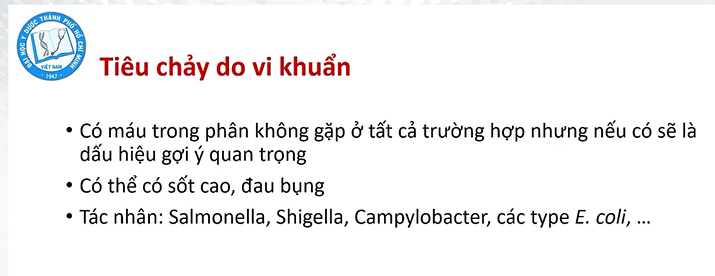 ĐẠI HỌC Y DƯỢC THÀNH PHỐ HỒ CHÍ MINH
VIỆT NAM
1947
Tiêu chảy do vi khuẩn
• Có máu trong phân không gặp ở tất cả trường hợp nhưng nếu có sẽ là
dấu hiệu gợi ý quan trọng
• Có thể có sốt cao, đau bụng
• Tác nhân: Salmonella, Shigella, Campylobacter, các type E. coli, ...